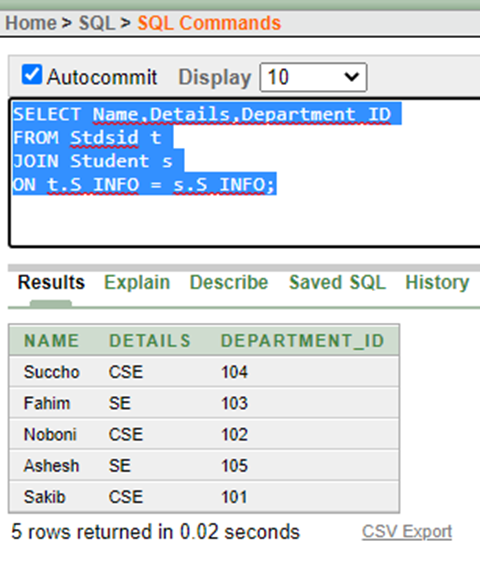 Home > SQL > SQL Commands
Autocommit Display 10
SELECT Name,Details,Department_ID
FROM Stdsid t
JOIN Student s
ON t.S_INFO = s.S_INFO;
Results Explain Describe Saved SQL History
NAME DETAILS DEPARTMENT_ID
Succho CSE 104
Fahim SE 103
Noboni CSE 102
Ashesh SE 105
Sakib CSE 101
5 rows returned in 0.02 seconds CSV Export